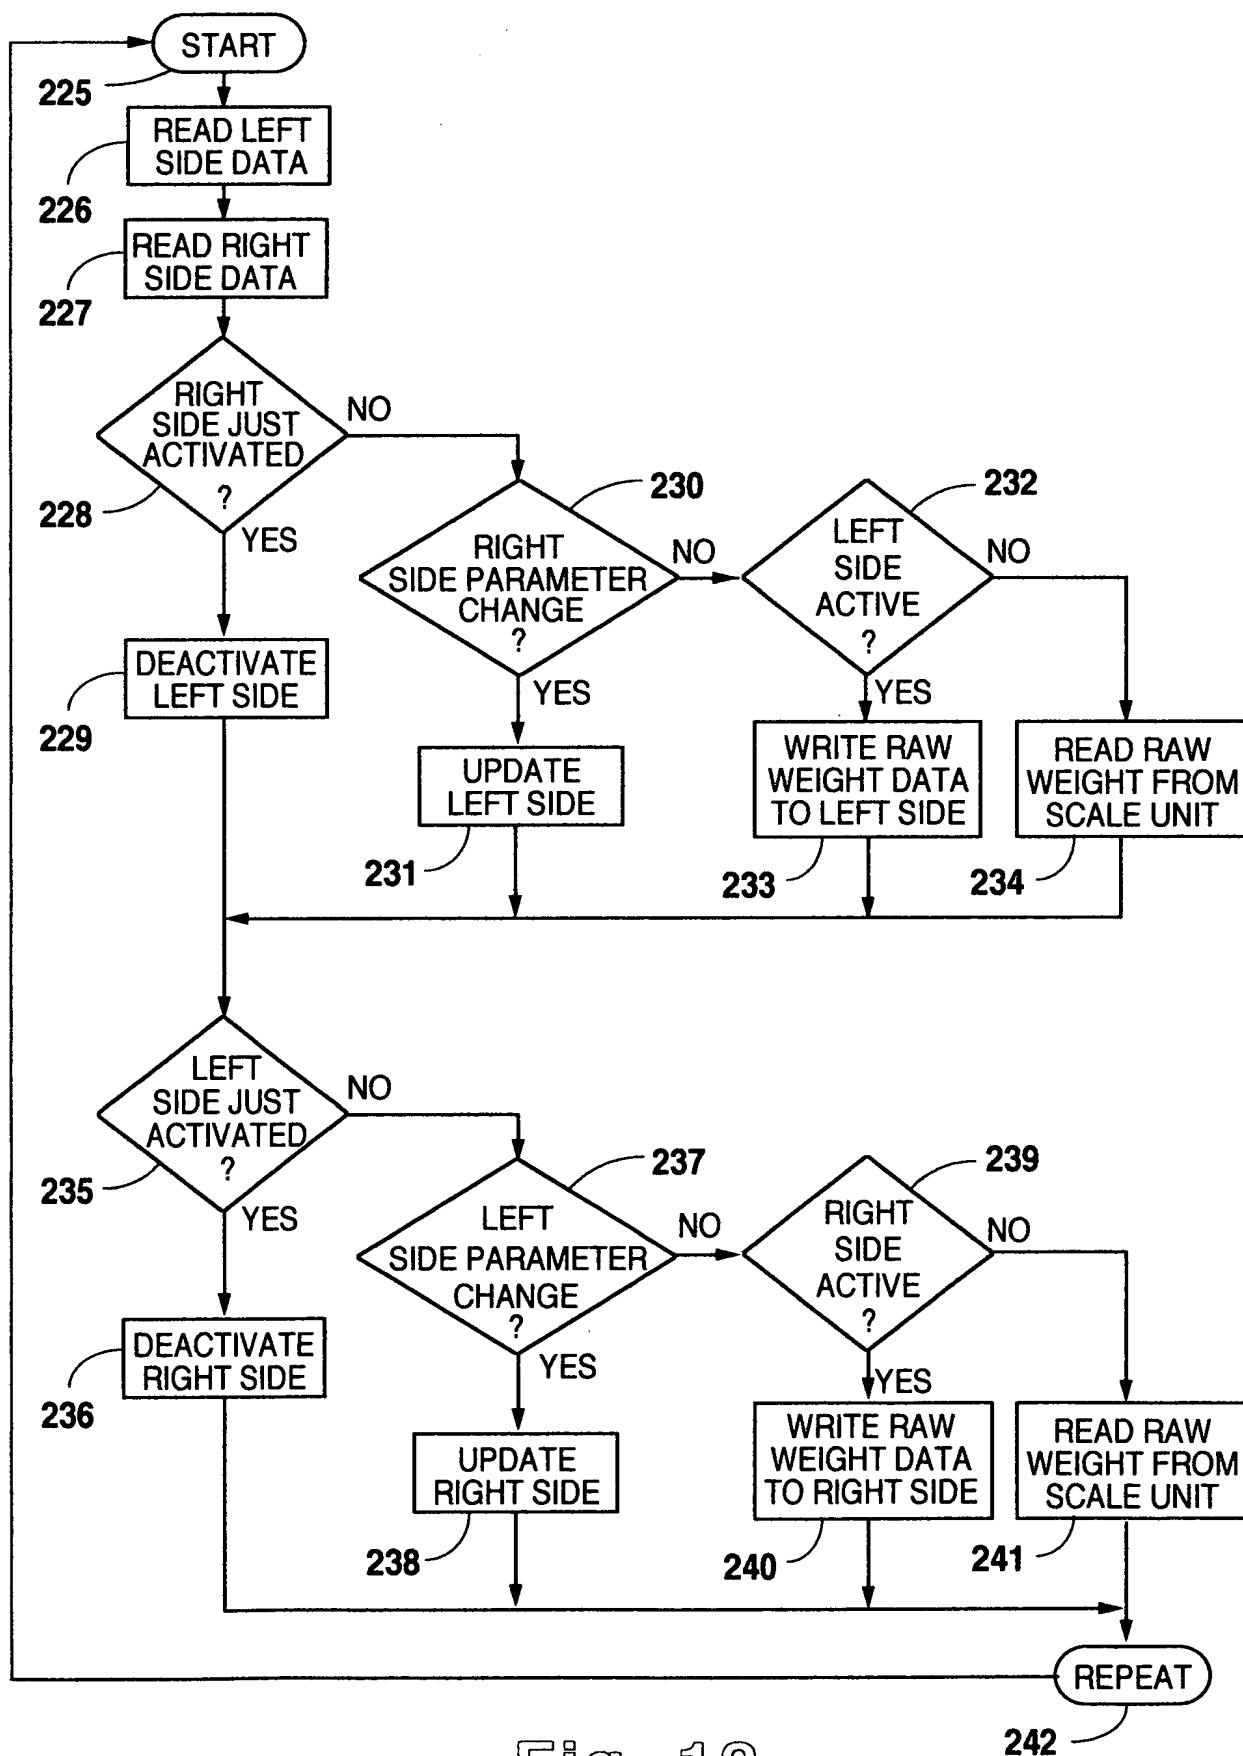 START
225
READ LEFT
SIDE DATA
226
READ RIGHT
SIDE DATA
227
RIGHT
SIDE JUST
ACTIVATED
?
228
NO
YES
230
RIGHT
SIDE PARAMETER
CHANGE
?
NO
YES
232
LEFT
SIDE
ACTIVE
?
NO
YES
DEACTIVATE
LEFT SIDE
229
UPDATE
LEFT SIDE
231
WRITE RAW
WEIGHT DATA
TO LEFT SIDE
233
READ RAW
WEIGHT FROM
SCALE UNIT
234
LEFT
SIDE JUST
ACTIVATED
?
235
NO
YES
237
LEFT
SIDE PARAMETER
CHANGE
?
NO
YES
239
RIGHT
SIDE
ACTIVE
?
NO
YES
DEACTIVATE
RIGHT SIDE
236
UPDATE
RIGHT SIDE
238
WRITE RAW
WEIGHT DATA
TO RIGHT SIDE
240
READ RAW
WEIGHT FROM
SCALE UNIT
241
REPEAT
242